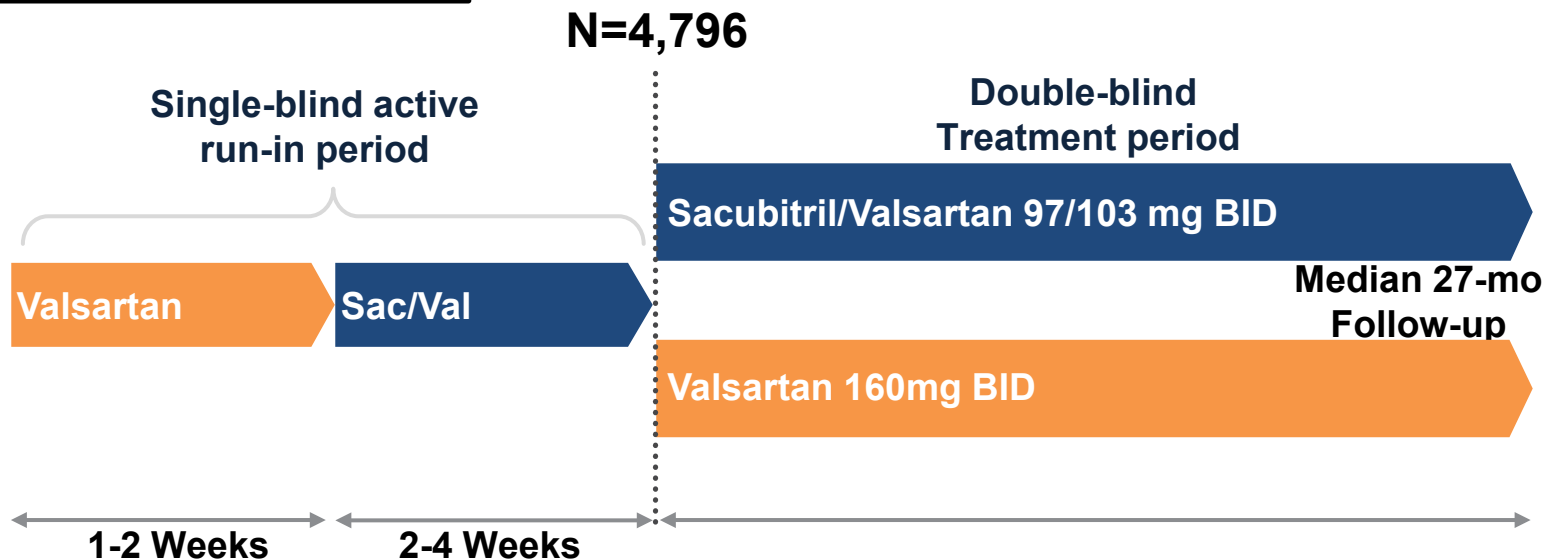 N=4,796
Single-blind active
run-in period
Double-blind
Treatment period
Sacubitril/Valsartan 97/103 mg BID
Valsartan
Sac/Val
Median 27-mo
Follow-up
Valsartan 160mg BID
1-2 Weeks
2-4 Weeks